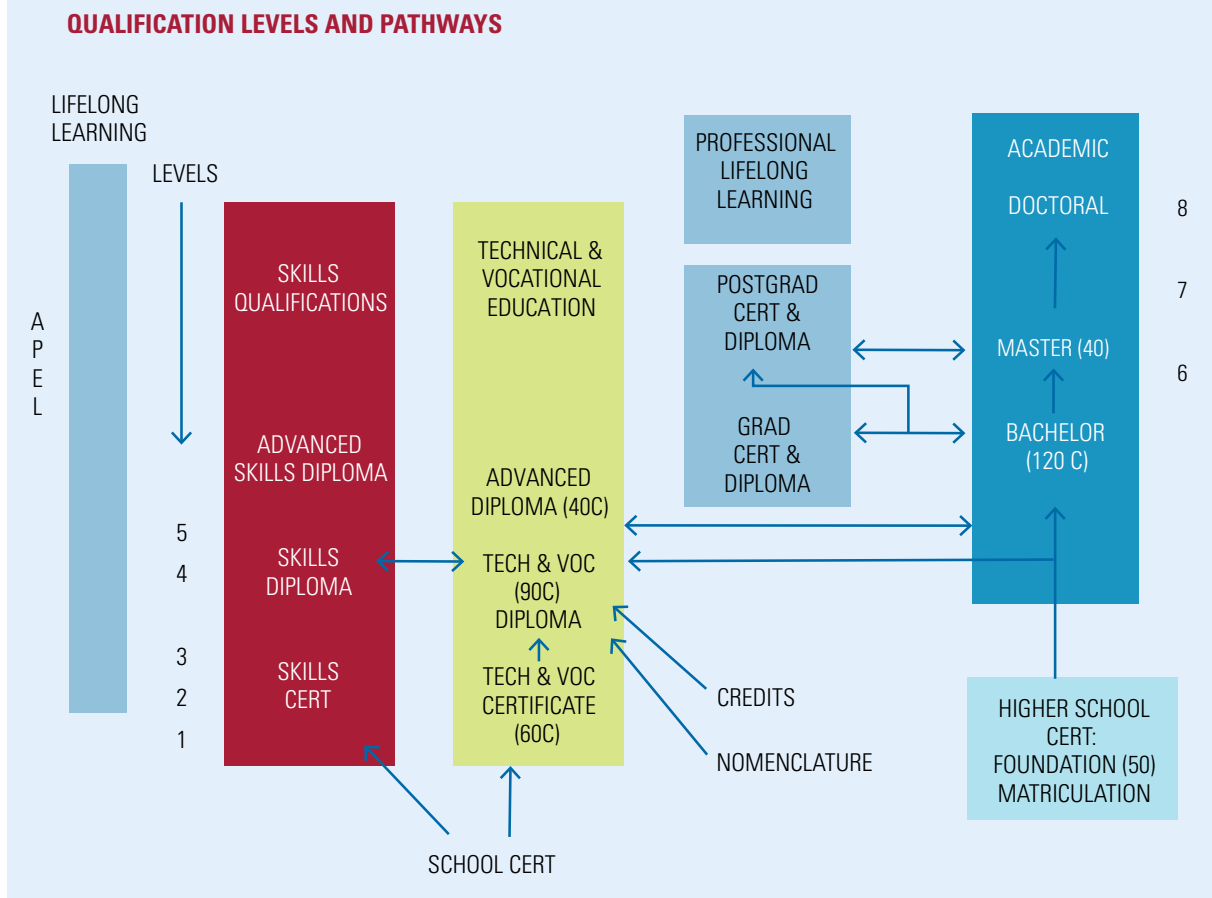 QUALIFICATION LEVELS AND PATHWAYS
LIFELONG
LEARNING
A
P
E
L
LEVELS
5
4
3
2
1
SKILLS
QUALIFICATIONS
ADVANCED
SKILLS DIPLOMA
SKILLS
DIPLOMA
SKILLS
CERT
TECHNICAL &
VOCATIONAL
EDUCATION
ADVANCED
DIPLOMA (40C)
TECH & VOC
(90C)
DIPLOMA
TECH & VOC
CERTIFICATE
(60C)
SCHOOL CERT
CREDITS
NOMENCLATURE
PROFESSIONAL
LIFELONG
LEARNING
POSTGRAD
CERT &
DIPLOMA
GRAD
CERT &
DIPLOMA
ACADEMIC
DOCTORAL
MASTER (40)
BACHELOR
(120 C)
HIGHER SCHOOL
CERT:
FOUNDATION (50)
MATRICULATION
8
7
6